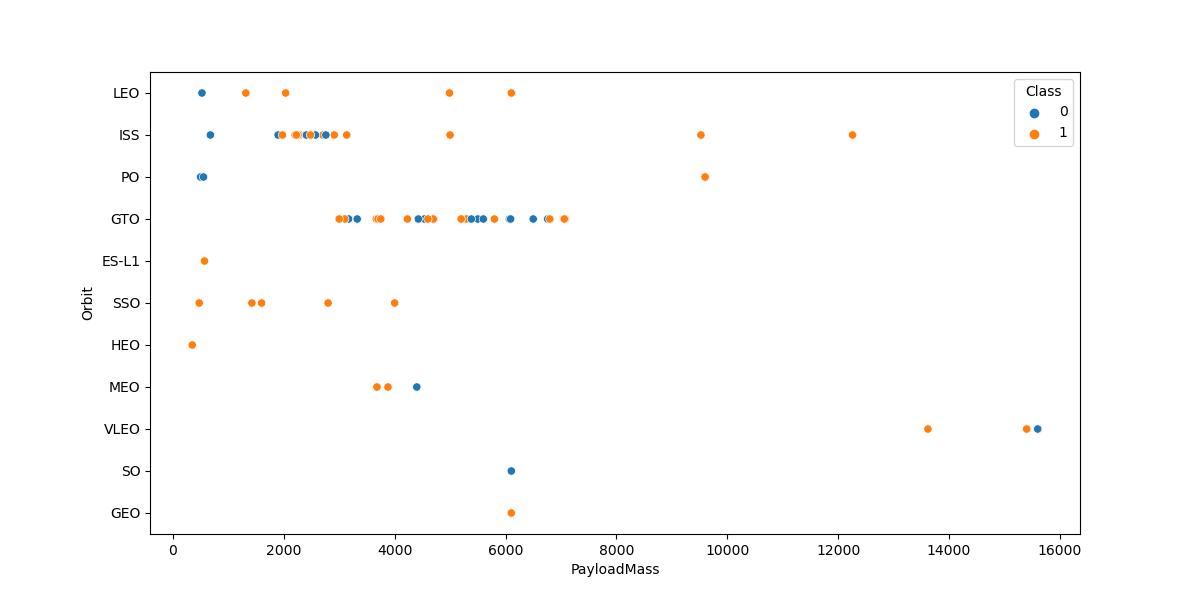 Class
0
1
LEO
ISS
PO
GTO
ES-L1
SSO
HEO
MEO
VLEO
SO
GEO
Orbit
0 2000 4000 6000 8000 10000 12000 14000 16000
PayloadMass